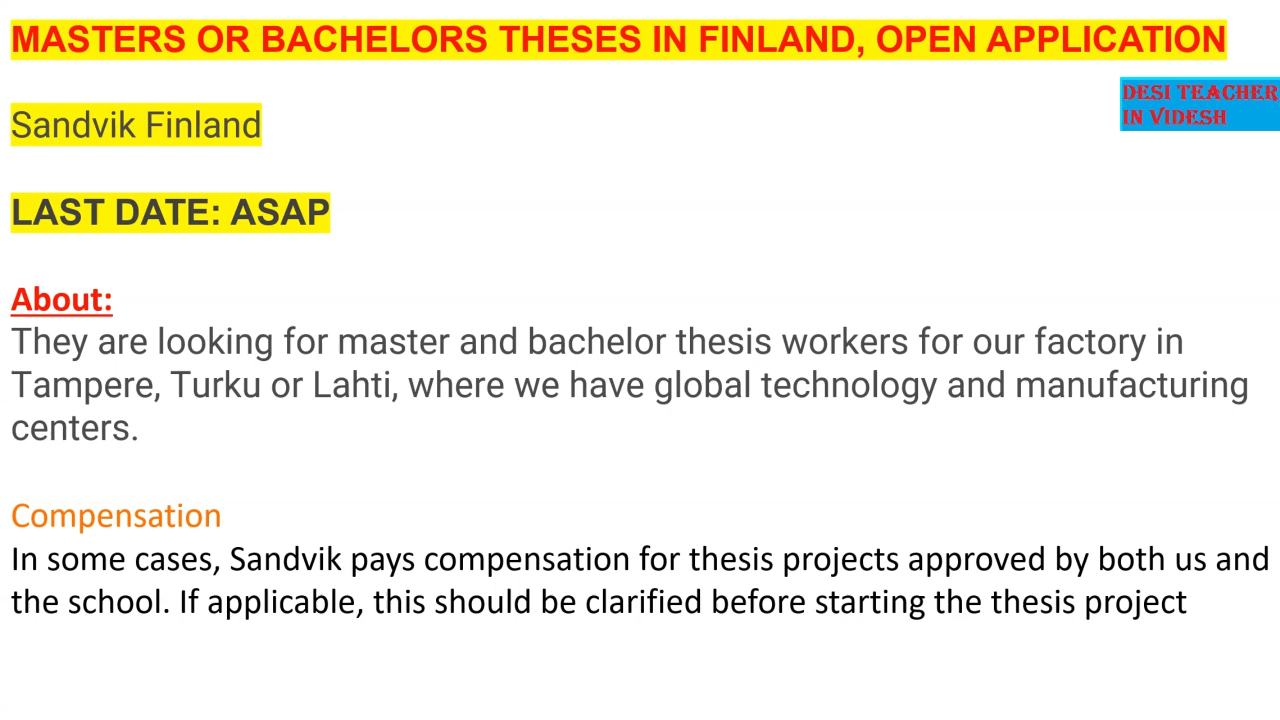 MASTERS OR BACHELORS THESES IN FINLAND, OPEN APPLICATION
DESI TEACHER
IN VIDESH
Sandvik Finland
LAST DATE: ASAP
About:
They are looking for master and bachelor thesis workers for our factory in
Tampere, Turku or Lahti, where we have global technology and manufacturing
centers.
Compensation
In some cases, Sandvik pays compensation for thesis projects approved by both us and
the school. If applicable, this should be clarified before starting the thesis project